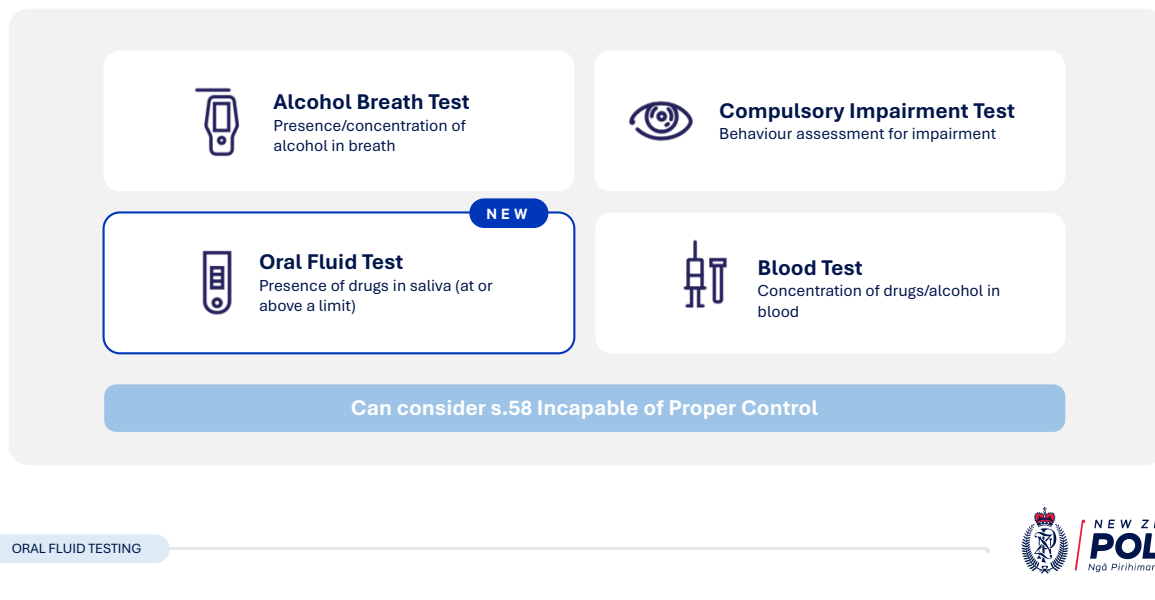 Alcohol Breath Test
Presence/concentration of
alcohol in breath
Compulsory Impairment Test
Behaviour assessment for impairment
NEW
Oral Fluid Test
Presence of drugs in saliva (at or
above a limit)
Blood Test
Concentration of drugs/alcohol in
blood
Can consider s.58 Incapable of Proper Control
ORAL FLUID TESTING
NEW
Ngā